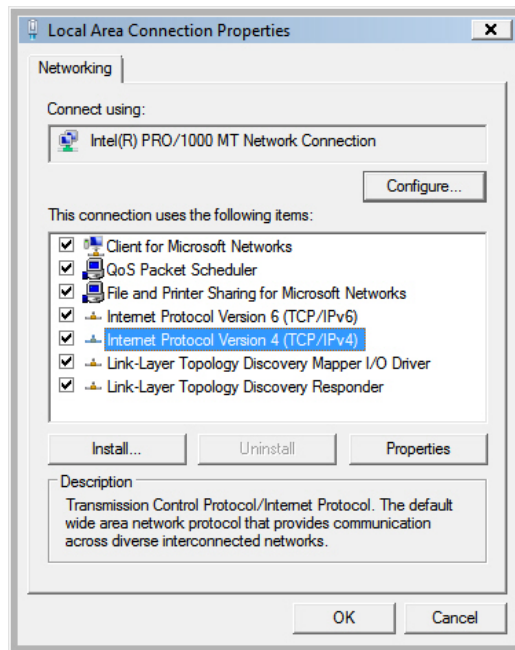 Local Area Connection Properties
Networking
Connect using:
Intel(R) PRO/1000 MT Network Connection
Configure...
This connection uses the following items:
Client for Microsoft Networks
QoS Packet Scheduler
File and Printer Sharing for Microsoft Networks
Internet Protocol Version 6 (TCP/IPv6)
Internet Protocol Version 4 (TCP/IPv4)
Link-Layer Topology Discovery Mapper I/O Driver
Link-Layer Topology Discovery Responder
Install... Uninstall Properties
Description
Transmission Control Protocol/Internet Protocol. The default
wide area network protocol that provides communication
across diverse interconnected networks.
OK Cancel